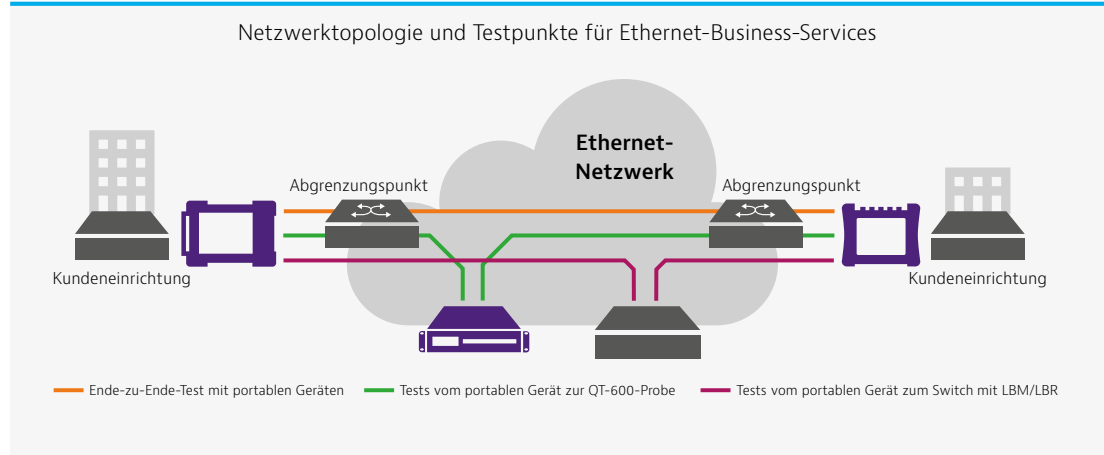 Netzwerktopologie und Testpunkte für Ethernet-Business-Services
Ethernet-
Netzwerk
Abgrenzungspunkt
Abgrenzungspunkt
Kundeneinrichtung
Kundeneinrichtung
Ende-zu-Ende-Test mit portablen Geräten
Tests vom portablen Gerät zur QT-600-Probe
Tests vom portablen Gerät zum Switch mit LBM/LBR